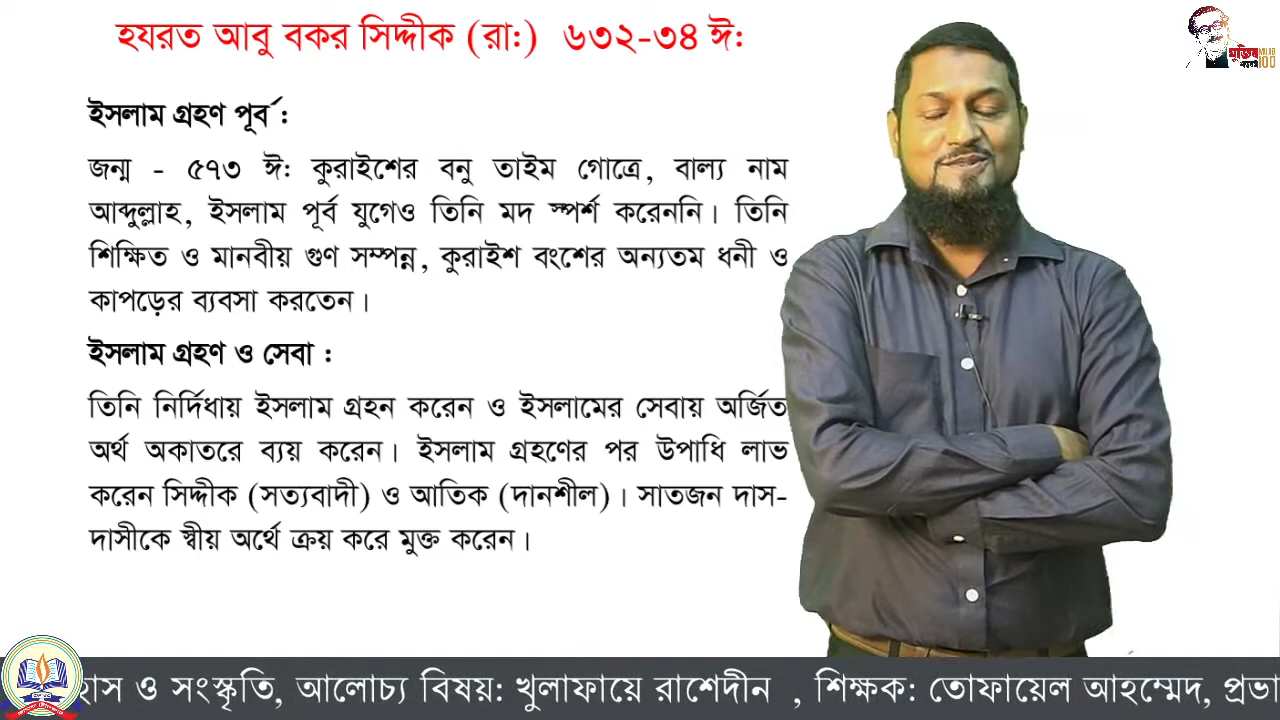 হযরত আবু বকর সিদ্দীক (রা:) ৬৩২-৩৪ ঈ:
ইসলাম গ্রহণ পূর্ব :
জন্ম - ৫৭৩ ঈ: কুরাইশের বনু তাইম গোত্রে, বাল্য নাম
আব্দুল্লাহ, ইসলাম পূর্ব যুগেও তিনি মদ স্পর্শ করেননি। তিনি
শিক্ষিত ও মানবীয় গুণ সম্পন্ন, কুরাইশ বংশের অন্যতম ধনী ও
কাপড়ের ব্যবসা করতেন।
ইসলাম গ্রহণ ও সেবা :
তিনি নির্দিধায় ইসলাম গ্রহন করেন ও ইসলামের সেবায় অর্জিত
অর্থ অকাতরে ব্যয় করেন। ইসলাম গ্রহণের পর উপাধি লাভ
করেন সিদ্দীক (সত্যবাদী) ও আতিক (দানশীল)। সাতজন দাস-
দাসীকে স্বীয় অর্থে ক্রয় করে মুক্ত করেন।
মুজিব
MUJIB
100
হাস ও সংস্কৃতি, আলোচ্য বিষয়: খুলাফায়ে রাশেদীন , শিক্ষক: তোফায়েল আহম্মেদ, প্রভা